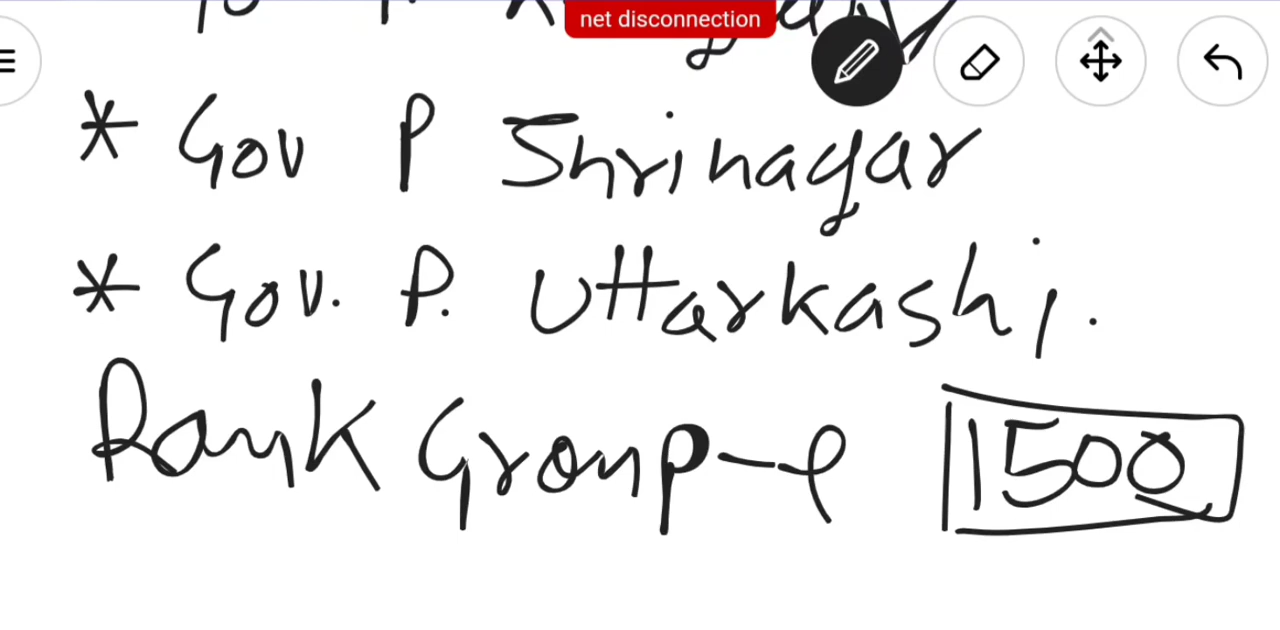 net disconnection
* Gov P Shrinagar
* Gov. P. Uttarkashi.
Rank Group-e 1500